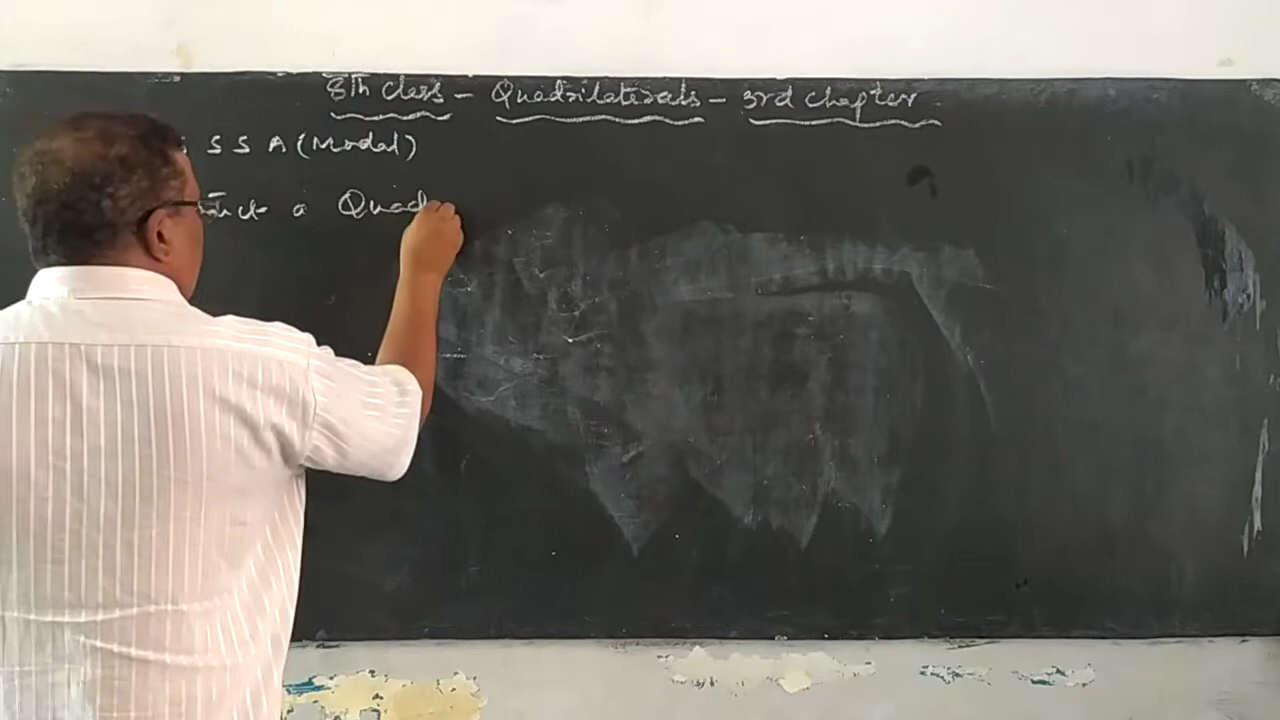 8Th class - Quadrilaterals - 3rd chapter
S S A (Modal)
a Quad